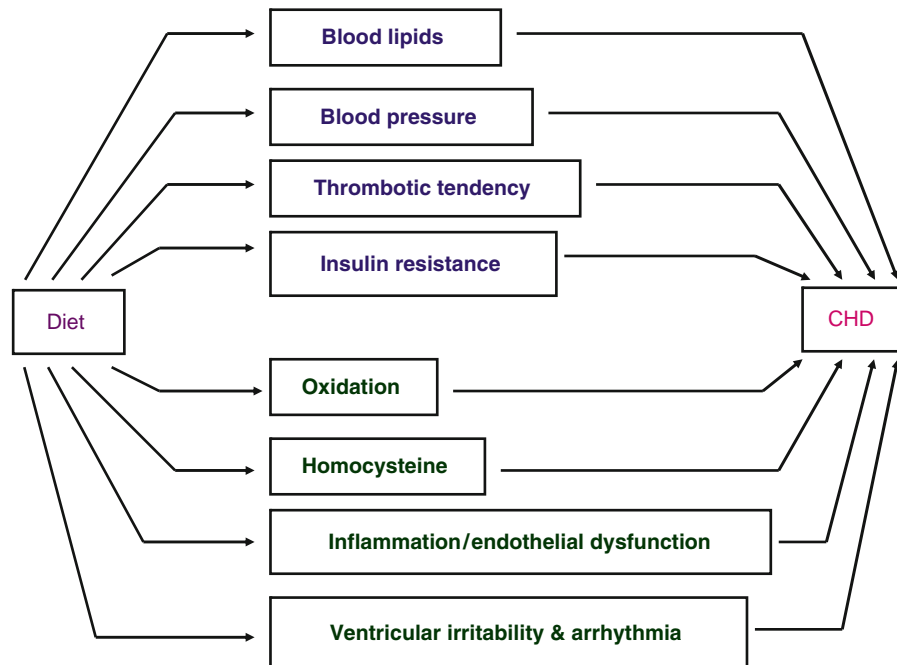 Blood lipids
Blood pressure
Thrombotic tendency
Insulin resistance
Diet
CHD
Oxidation
Homocysteine
Inflammation/endothelial dysfunction
Ventricular irritability & arrhythmia